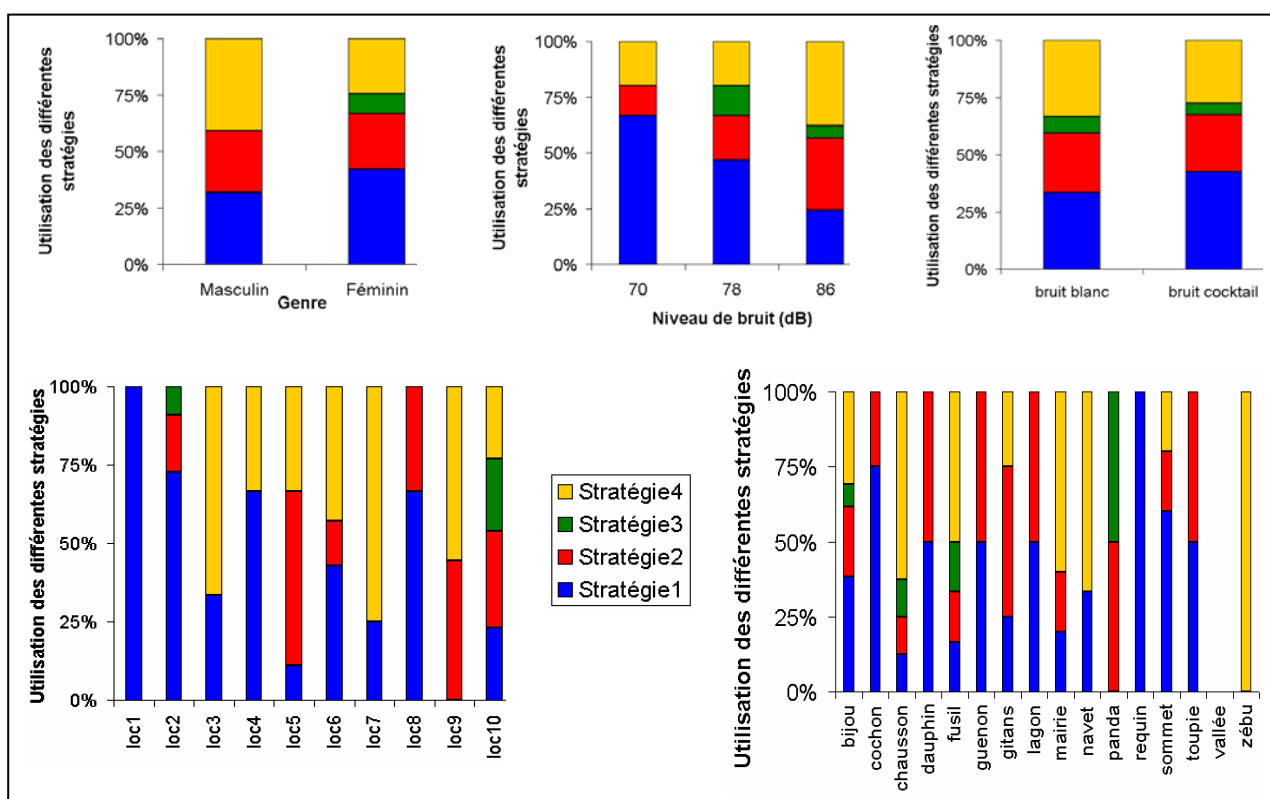 Utilisation des différentes
stratégies
100%
75%
50%
25%
0%
Masculin
Féminin
Genre
Utilisation des différentes
stratégies
100%
75%
50%
25%
0%
70
78
86
Niveau de bruit (dB)
Utilisation des différentes stratégies
100%
75%
50%
25%
0%
bruit blanc
bruit cocktail
Utilisation des différentes stratégies
100%
75%
50%
25%
0%
loc1
loc2
loc3
loc4
loc5
loc6
loc7
loc8
loc9
loc10
Stratégie4
Stratégie3
Stratégie2
Stratégie1
Utilisation des différentes stratégies
100%
75%
50%
25%
0%
bijou
cochon
chausson
dauphin
fusil
guenon
gitans
lagon
mairie
navet
panda
requin
sommet
toupie
vallée
zébu